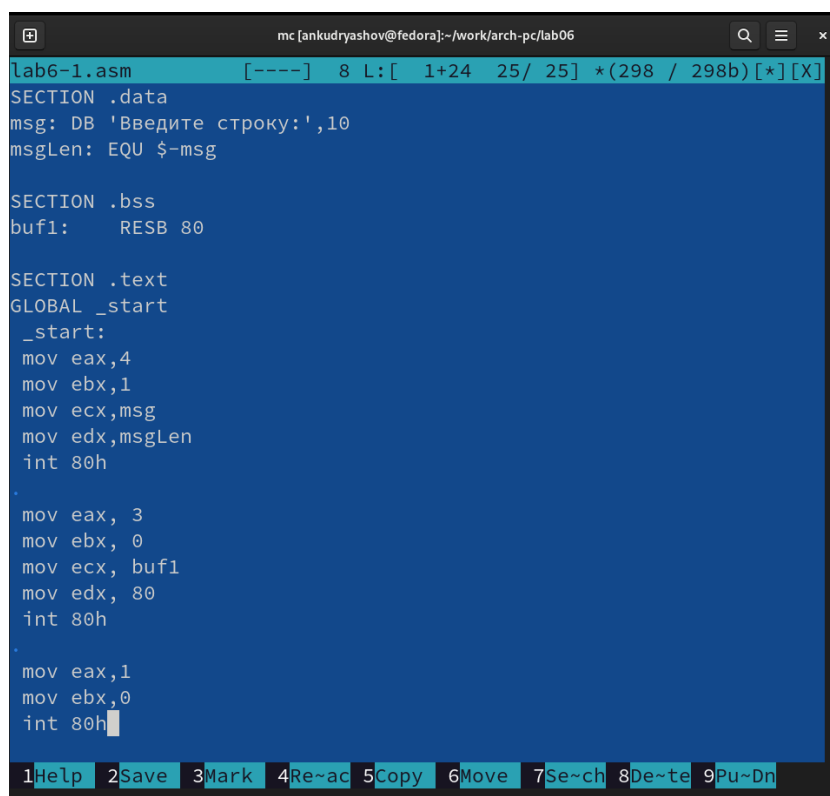 mc [ankudryashov@fedora]:~/work/arch-pc/lab06
lab6-1.asm [----] 8 L:[ 1+24 25/ 25] *(298 / 298b)[*][X]
SECTION .data
msg: DB 'Введите строку:',10
msgLen: EQU $-msg
SECTION .bss
buf1: RESB 80
SECTION .text
GLOBAL _start
_start:
mov eax,4
mov ebx,1
mov ecx,msg
mov edx,msgLen
int 80h
.
mov eax, 3
mov ebx, 0
mov ecx, buf1
mov edx, 80
int 80h
.
mov eax,1
mov ebx,0
int 80h
1Help 2Save 3Mark 4Re~ac 5Copy 6Move 7Se~ch 8De~te 9Pu~Dn